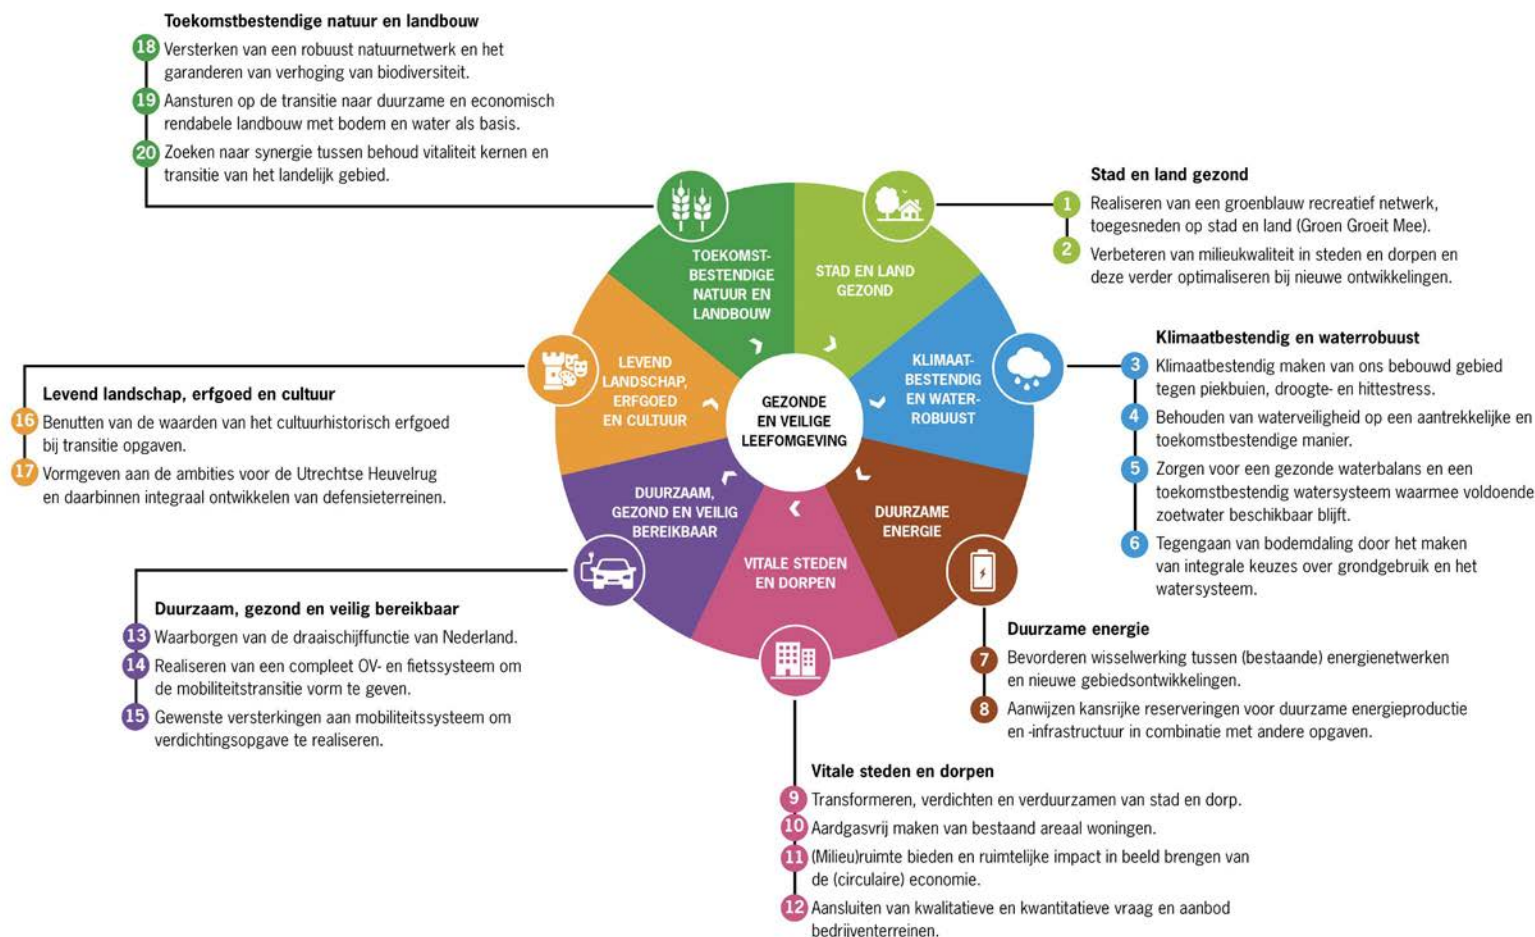 Toekomstbestendige natuur en landbouw
18 Versterken van een robuust natuurnetwerk en het
garanderen van verhoging van biodiversiteit.
19 Aansturen op de transitie naar duurzame en economisch
rendabele landbouw met bodem en water als basis.
20 Zoeken naar synergie tussen behoud vitaliteit kernen en
transitie van het landelijk gebied.
Stad en land gezond
1 Realiseren van een groenblauw recreatief netwerk,
toegesneden op stad en land (Groen Groeit Mee).
2 Verbeteren van milieukwaliteit in steden en dorpen en
deze verder optimaliseren bij nieuwe ontwikkelingen.
Klimaatbestendig en waterrobuust
3 Klimaatbestendig maken van ons bebouwd gebied
tegen piekbuien, droogte- en hittestress.
4 Behouden van waterveiligheid op een aantrekkelijke en
toekomstbestendige manier.
5 Zorgen voor een gezonde waterbalans en een
toekomstbestendig watersysteem waarmee voldoende
zoetwater beschikbaar blijft.
6 Tegengaan van bodemdaling door het maken
van integrale keuzes over grondgebruik en het
watersysteem.
Duurzame energie
7 Bevorderen wisselwerking tussen (bestaande) energienetwerken
en nieuwe gebiedsontwikkelingen.
8 Aanwijzen kansrijke reserveringen voor duurzame energieproductie
en -infrastructuur in combinatie met andere opgaven.
Vitale steden en dorpen
9 Transformeren, verdichten en verduurzamen van stad en dorp.
10 Aardgasvrij maken van bestaand areaal woningen.
11 (Milieu)ruimte bieden en ruimtelijke impact in beeld brengen van
de (circulaire) economie.
12 Aansluiten van kwalitatieve en kwantitatieve vraag en aanbod
bedrijventerreinen.
Duurzaam, gezond en veilig bereikbaar
13 Waarborgen van de draaischijffunctie van Nederland.
14 Realiseren van een compleet OV- en fietssysteem om
de mobiliteitstransitie vorm te geven.
15 Gewenste versterkingen aan mobiliteitssysteem om
verdichtingsopgave te realiseren.
Levend landschap, erfgoed en cultuur
16 Benutten van de waarden van het cultuurhistorisch erfgoed
bij transitie opgaven.
17 Vormgeven aan de ambities voor de Utrechtse Heuvelrug
en daarbinnen integraal ontwikkelen van defensieterreinen.
TOEKOMST-
BESTENDIGE
NATUUR EN
LANDBOUW
STAD EN LAND
GEZOND
KLIMAAT-
BESTENDIG
EN WATER-
ROBUUST
DUURZAME
ENERGIE
VITALE STEDEN
EN DORPEN
DUURZAAM,
GEZOND EN VEILIG
BEREIKBAAR
LEVEND
LANDSCHAP,
ERFGOED
EN CULTUUR
GEZONDE
EN VEILIGE
LEEFOMGEVING